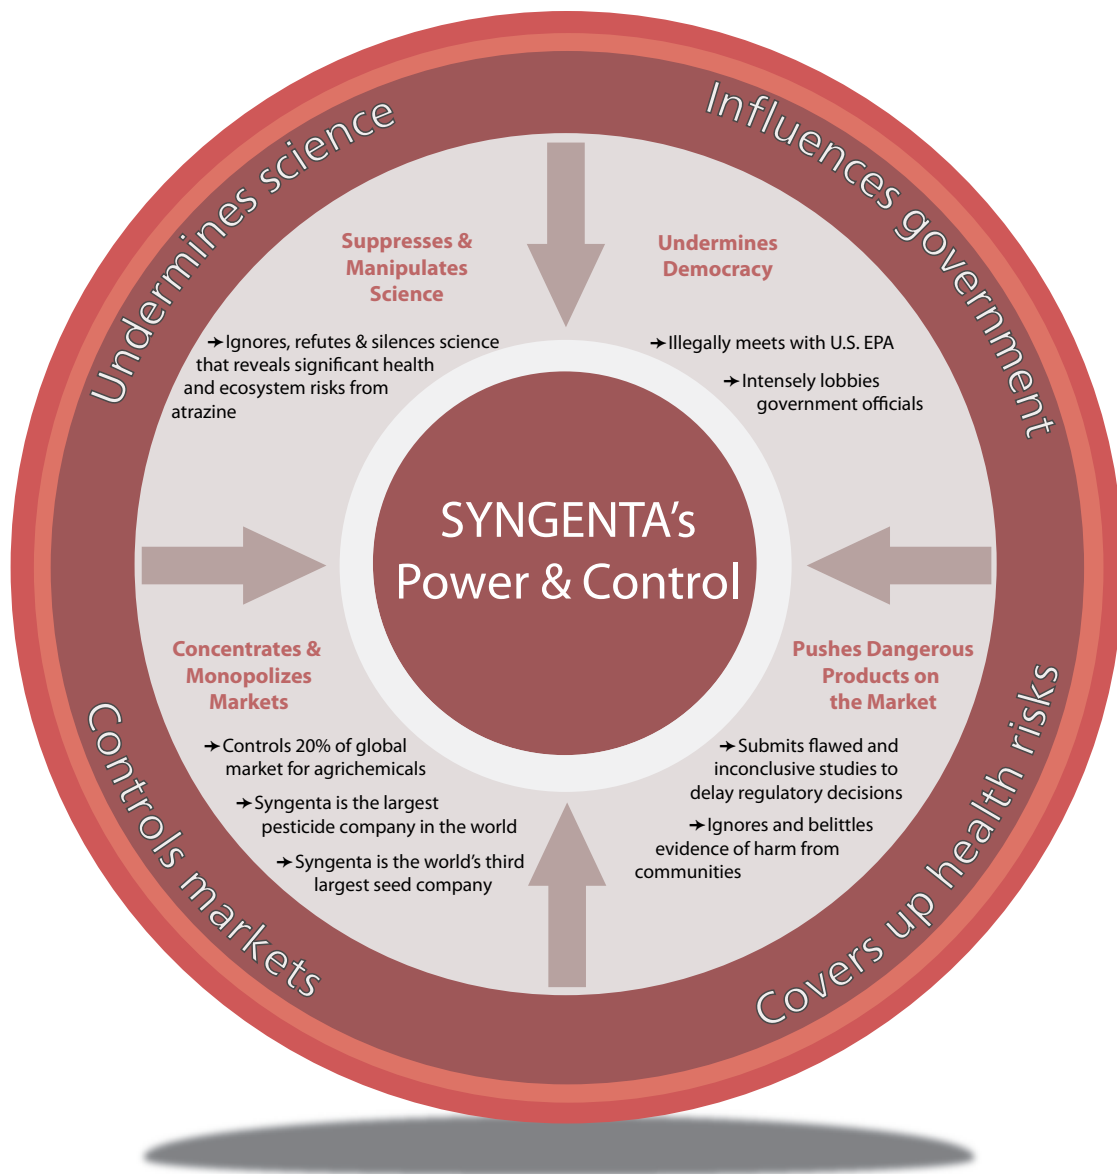 Undermines science
Influences government
Suppresses &
Manipulates
Science
➔ Ignores, refutes & silences science
that reveals significant health
and ecosystem risks from
atrazine
Undermines
Democracy
➔ Illegally meets with U.S. EPA
➔ Intensely lobbies
government officials
SYNGENTA's
Power & Control
Concentrates &
Monopolizes
Markets
➔ Controls 20% of global
market for agrichemicals
➔ Syngenta is the largest
pesticide company in the world
➔ Syngenta is the world's third
largest seed company
Pushes Dangerous
Products on
the Market
➔ Submits flawed and
inconclusive studies to
delay regulatory decisions
➔ Ignores and belittles
evidence of harm from
communities
Controls markets
Covers up health risks